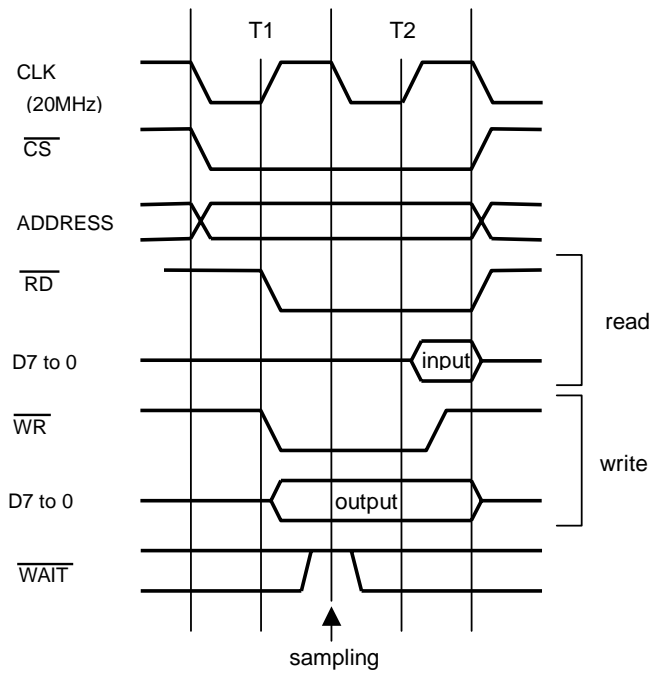 T1 T2
CLK
(20MHz)
CS
ADDRESS
RD
read
D7 to 0 input
WR
write
D7 to 0 output
WAIT
sampling